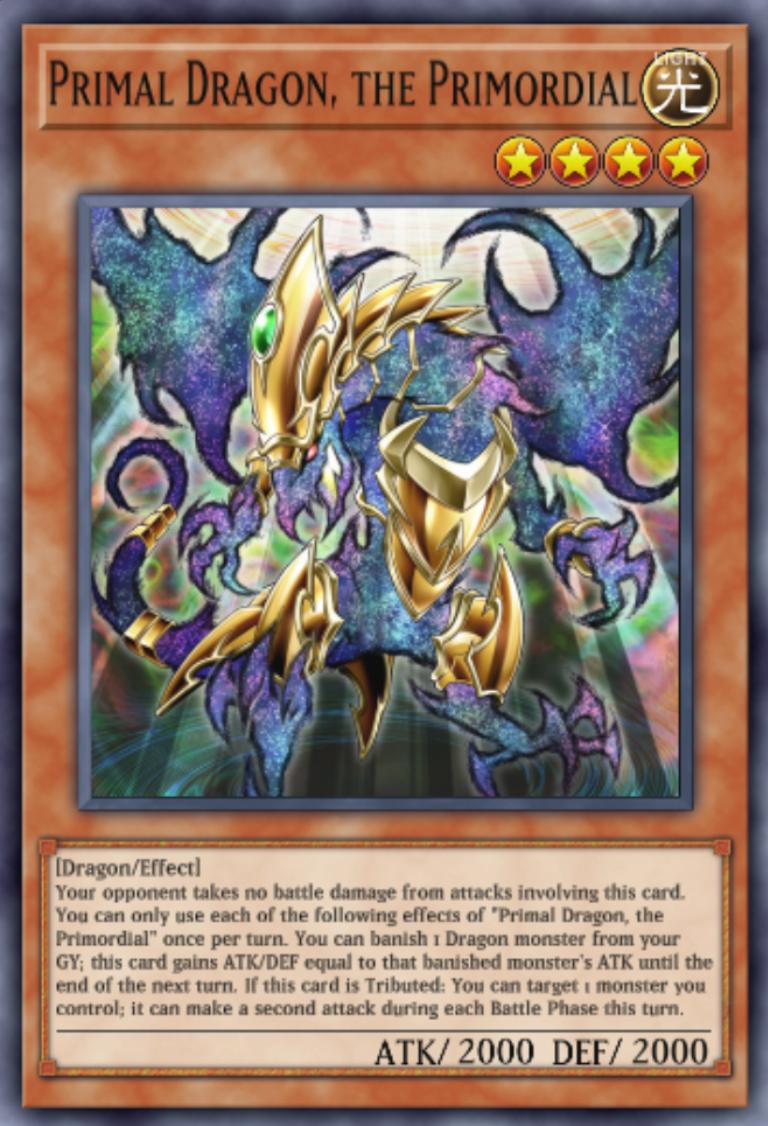 PRIMAL DRAGON, THE PRIMORDIAL
LIGHT
光
[Dragon/Effect]
Your opponent takes no battle damage from attacks involving this card.
You can only use each of the following effects of "Primal Dragon, the
Primordial" once per turn. You can banish 1 Dragon monster from your
GY; this card gains ATK/DEF equal to that banished monster's ATK until the
end of the next turn. If this card is Tributed: You can target 1 monster you
control; it can make a second attack during each Battle Phase this turn.
ATK/ 2000 DEF/ 2000